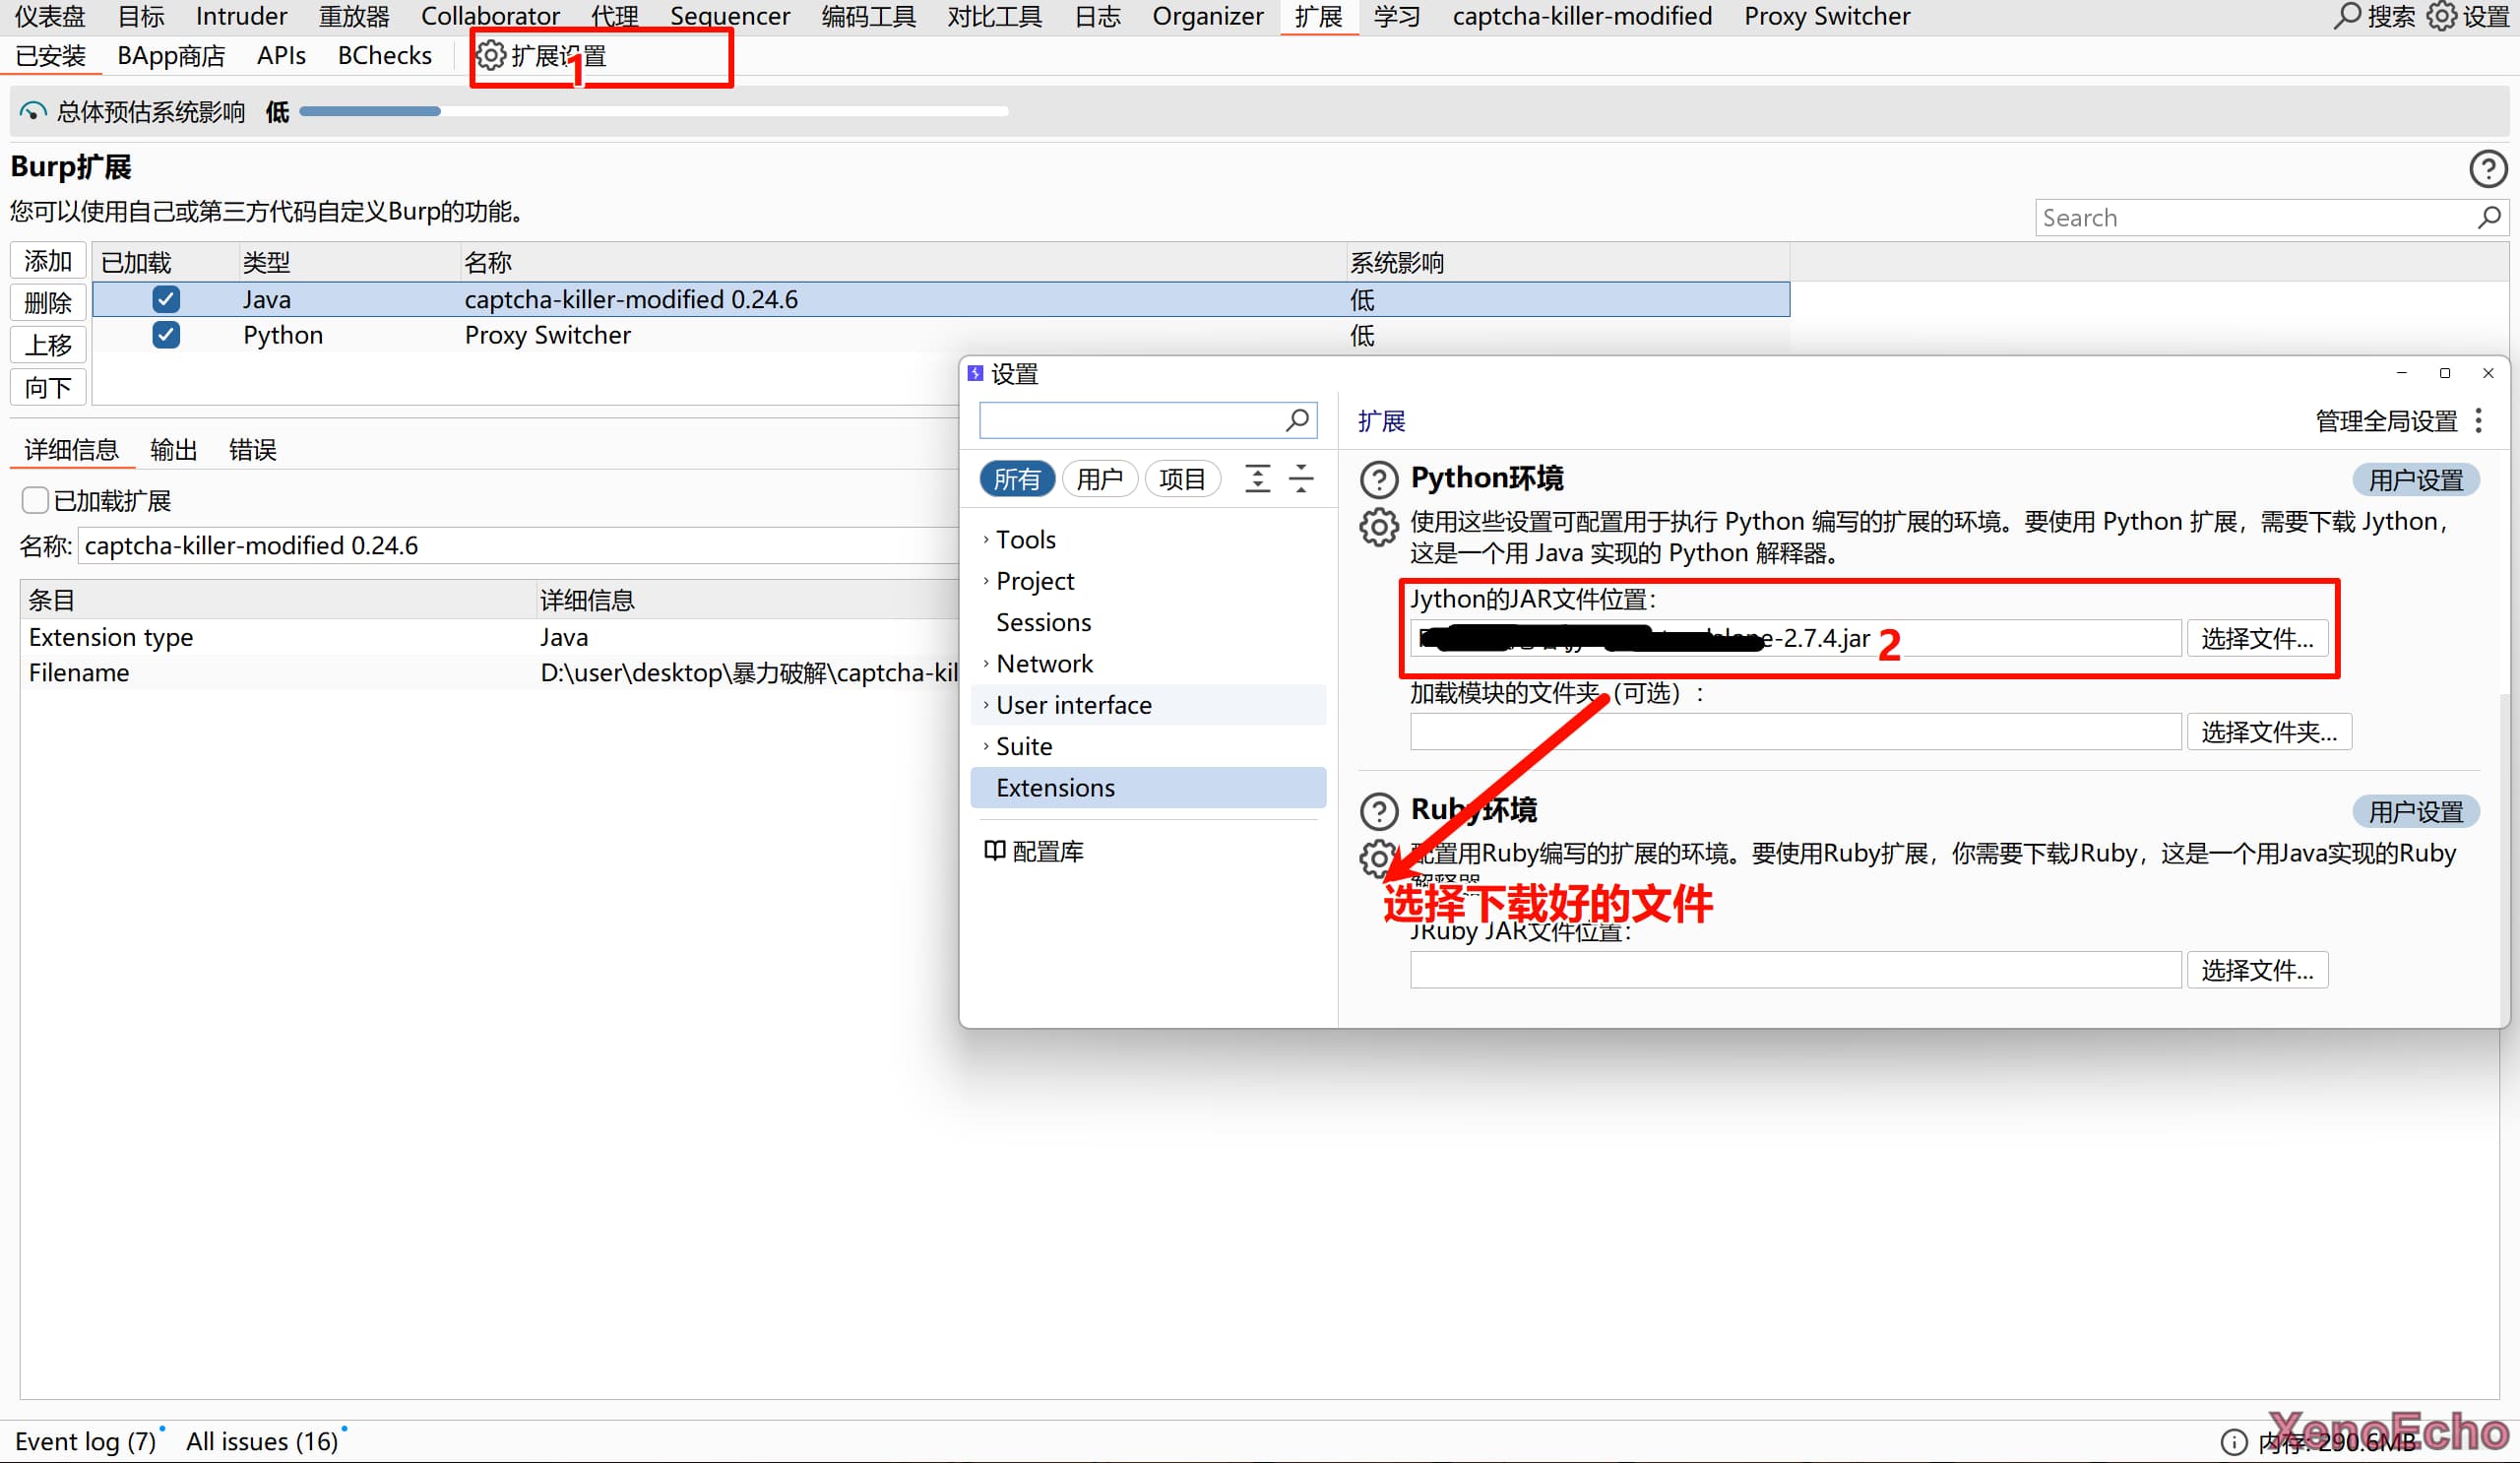 仪表盘 目标 Intruder 重放器 Collaborator 代理 Sequencer 编码工具 对比工具 日志 Organizer 扩展 学习 captcha-killer-modified Proxy Switcher 搜索 设置
已安装 BApp商店 APIs BChecks 扩展设置
1
总体预估系统影响 低
Burp扩展
您可以使用自己或第三方代码自定义Burp的功能。
Search
添加 已加载 类型 名称 系统影响
删除 Java captcha-killer-modified 0.24.6 低
上移 Python Proxy Switcher 低
向下
详细信息 输出 错误
已加载扩展
名称: captcha-killer-modified 0.24.6
条目 详细信息
Extension type Java
Filename D:\user\desktop\暴力破解\captcha-kil
设置
扩展 管理全局设置
所有 用户 项目
Tools
Project
Sessions
Network
User interface
Suite
Extensions
配置库
Python环境 用户设置
使用这些设置可配置用于执行 Python 编写的扩展的环境。要使用 Python 扩展，需要下载 Jython，
这是一个用 Java 实现的 Python 解释器。
Jython的JAR文件位置：
e-2.7.4.jar 2 选择文件...
加载模块的文件夹（可选）：
选择文件夹...
Ruby环境 用户设置
配置用Ruby编写的扩展的环境。要使用Ruby扩展，你需要下载JRuby，这是一个用Java实现的Ruby
解释器
选择下载好的文件
JRuby JAR文件位置：
选择文件...
Event log (7) All issues (16) 内存: 290.6MB
XenoEcho